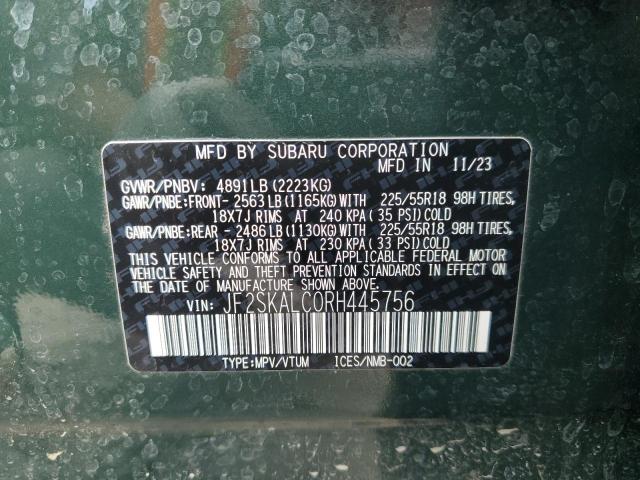 MFD BY SUBARU CORPORATION
MFD IN 11/23
GVWR/PNBV: 4891LB(2223KG)
GAWR/PNBE:FRONT- 2563LB(1165KG)WITH 225/55R18 98H TIRES,
18X7J RIMS AT 240 KPA(35 PSI)COLD
GAWR/PNBE:REAR - 2486LB(1130KG)WITH 225/55R18 98H TIRES,
18X7J RIMS AT 230 KPA(33 PSI)COLD
THIS VEHICLE CONFORMS TO ALL APPLICABLE FEDERAL MOTOR
VEHICLE SAFETY AND THEFT PREVENTION STANDARDS IN EFFECT ON
THE DATE OF MANUFACTURE SHOWN ABOVE.
VIN: JF2SKALC0RH445756
TYPE:MPV/VTUM ICES/NMB-002